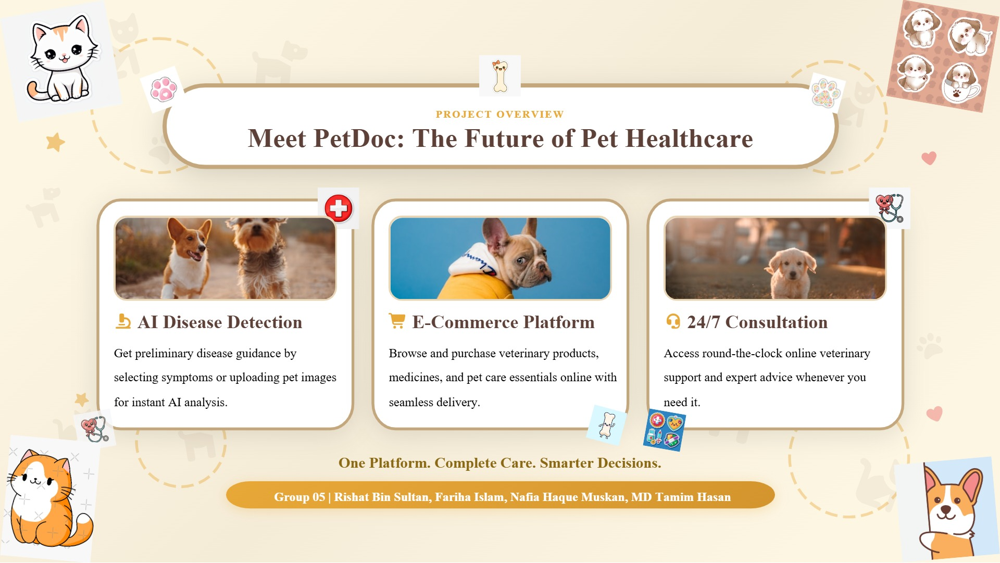 PROJECT OVERVIEW
Meet PetDoc: The Future of Pet Healthcare
AI Disease Detection
Get preliminary disease guidance by
selecting symptoms or uploading pet images
for instant AI analysis.
Champion
E-Commerce Platform
Browse and purchase veterinary products,
medicines, and pet care essentials online with
seamless delivery.
24/7 Consultation
Access round-the-clock online veterinary
support and expert advice whenever you
need it.
One Platform. Complete Care. Smarter Decisions.
Group 05 | Rishat Bin Sultan, Fariha Islam, Nafia Haque Muskan, MD Tamim Hasan